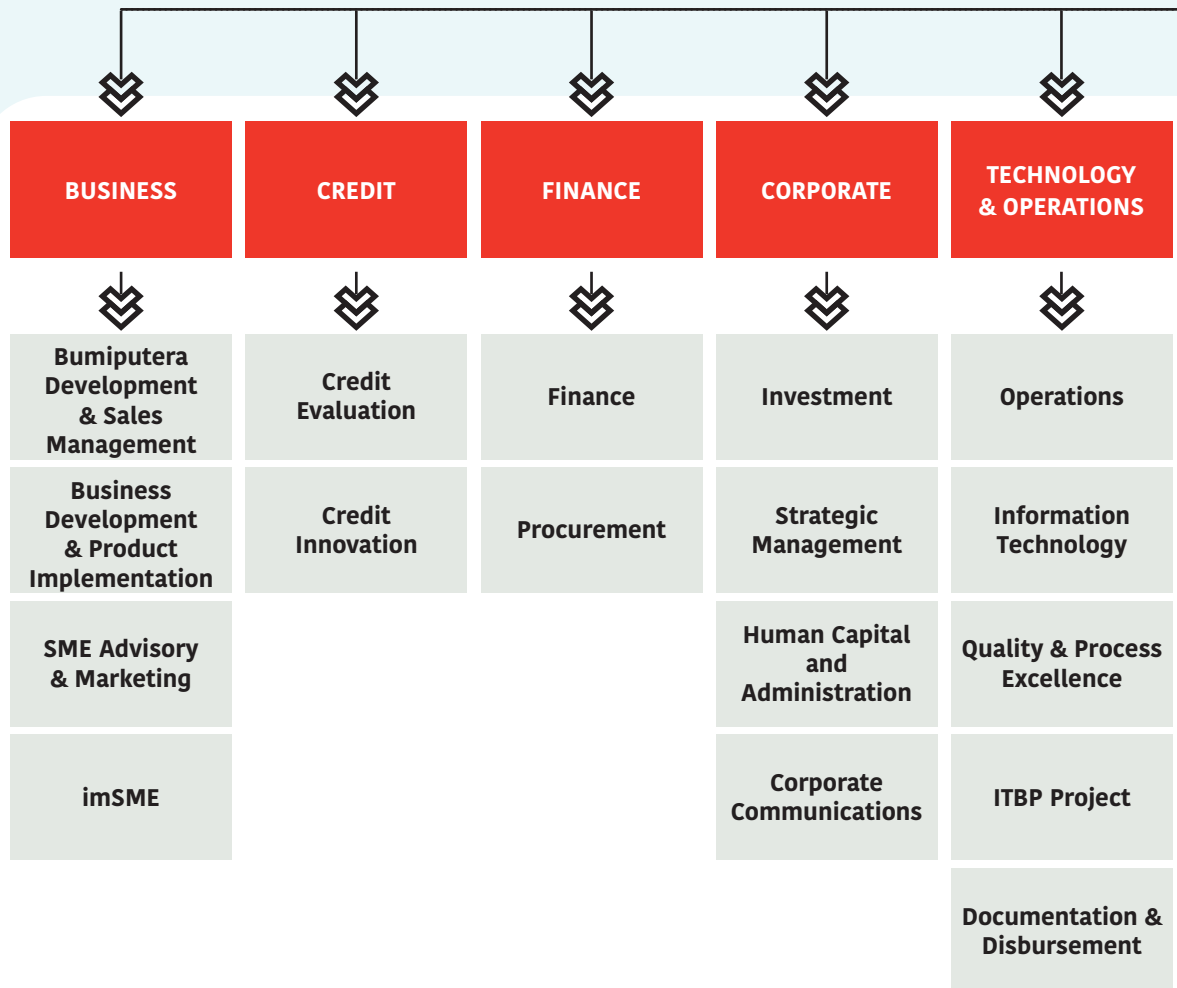 BUSINESS
CREDIT
FINANCE
CORPORATE
TECHNOLOGY
& OPERATIONS
Bumiputera
Development
& Sales
Management
Business
Development
& Product
Implementation
SME Advisory
& Marketing
imSME
Credit
Evaluation
Credit
Innovation
Finance
Procurement
Investment
Strategic
Management
Human Capital
and
Administration
Corporate
Communications
Operations
Information
Technology
Quality & Process
Excellence
ITBP Project
Documentation &
Disbursement